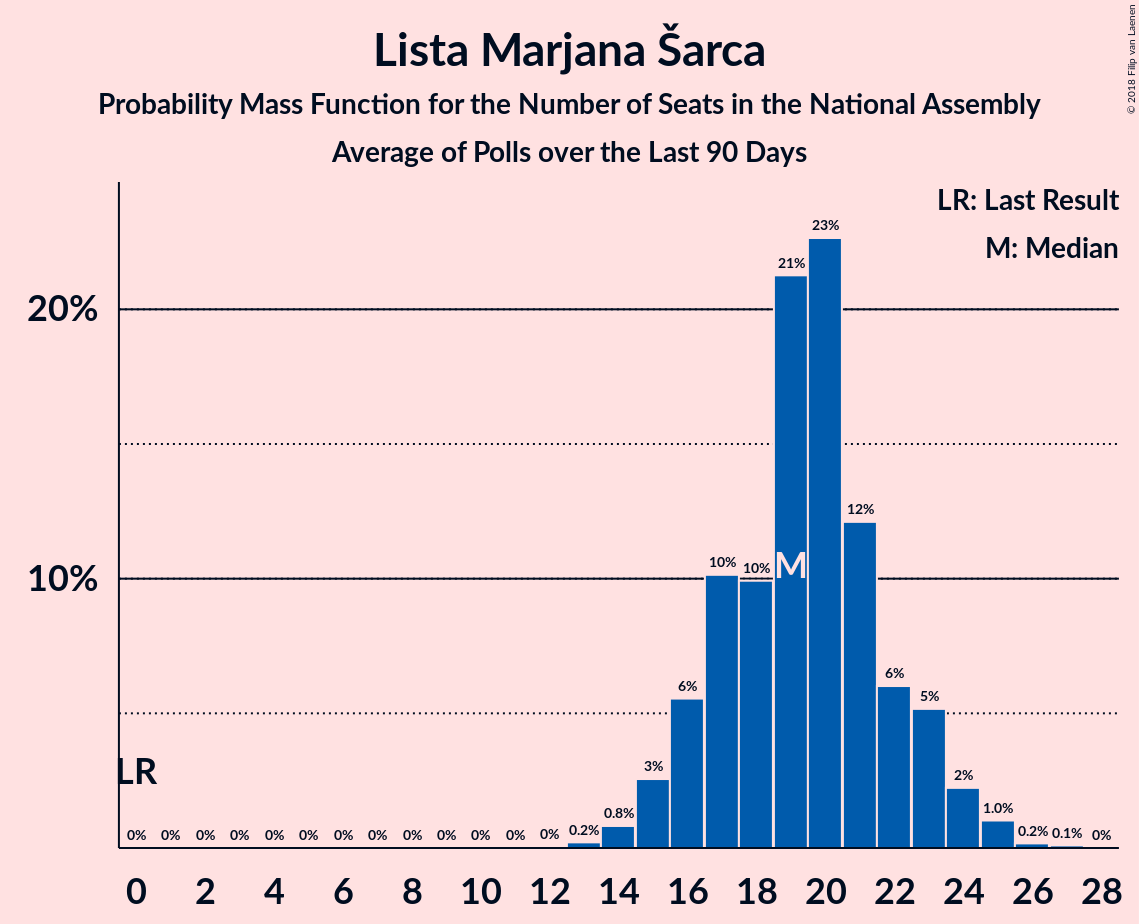 Lista Marjana Šarca
Probability Mass Function for the Number of Seats in the National Assembly
Average of Polls over the Last 90 Days
© 2018 Filip van Laenen
LR: Last Result
M: Median
23%
21%
20%
12%
10%
10%
10%
M
6%
6%
5%
LR
3%
2%
0% 0% 0% 0% 0% 0% 0% 0% 0% 0% 0% 0% 0% 0.2% 0.8% 1.0% 0.2% 0.1% 0%
0 2 4 6 8 10 12 14 16 18 20 22 24 26 28